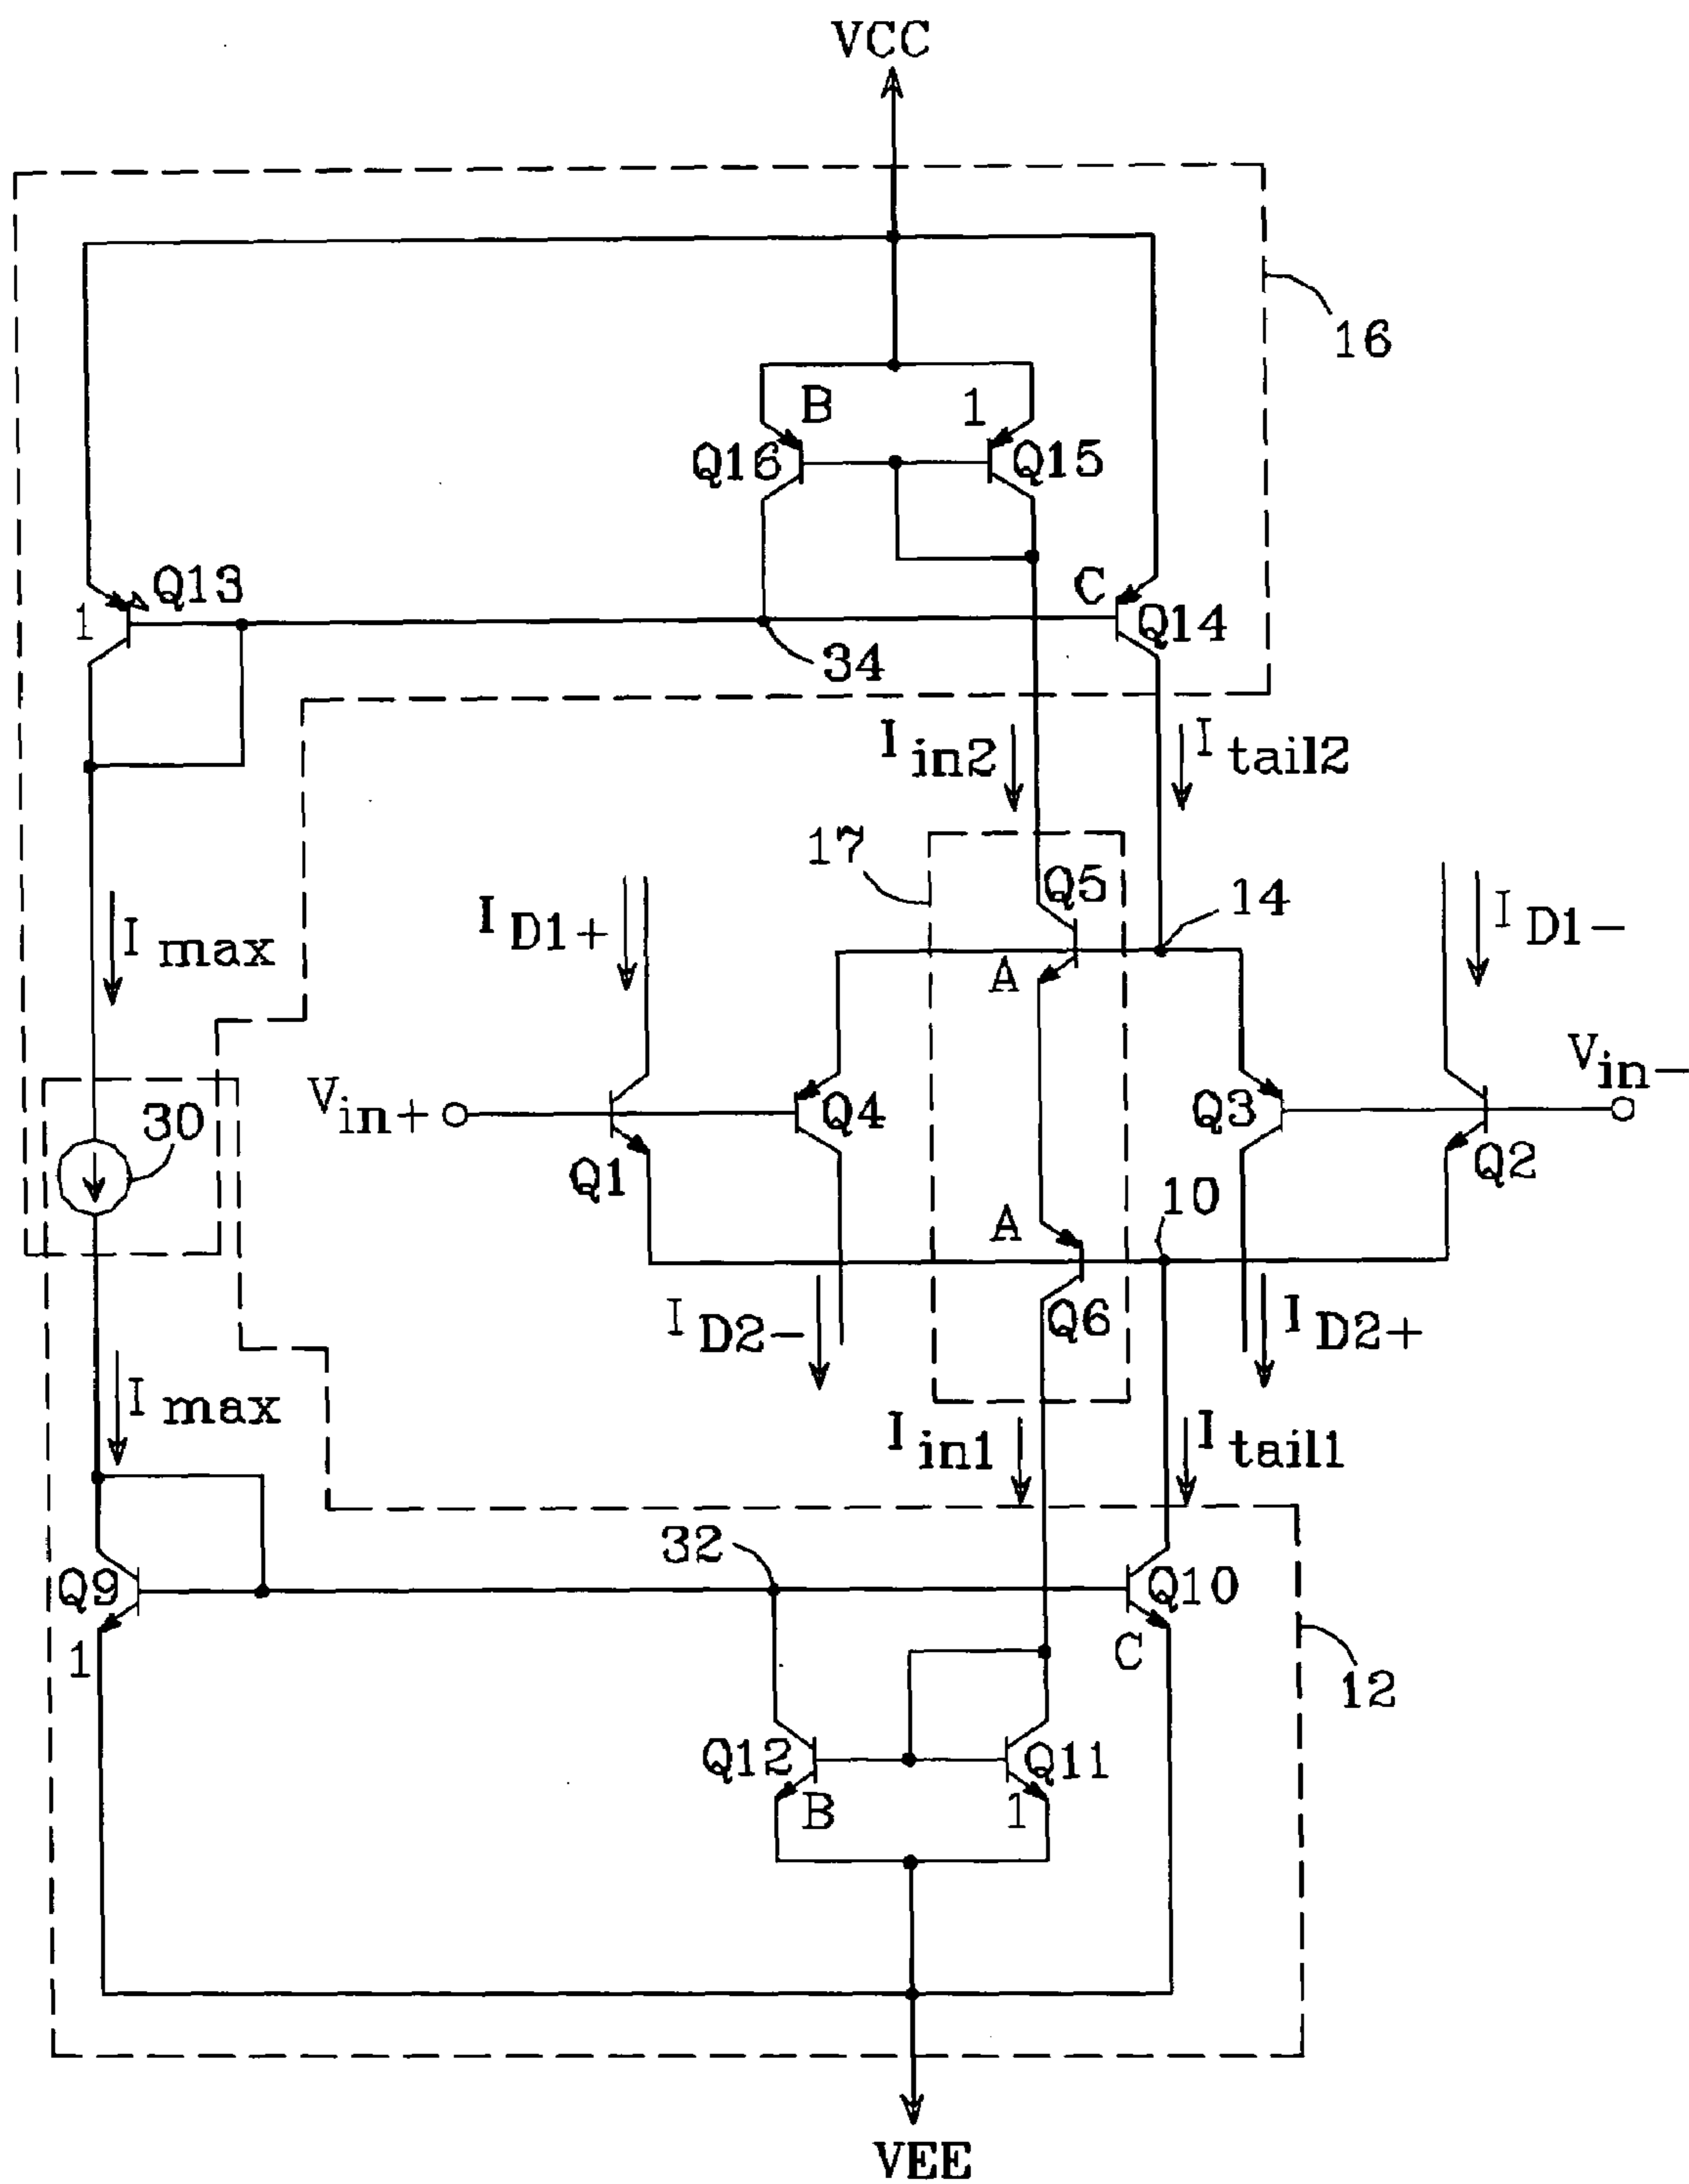 VCC
16
B
1
Q16
Q15
Q13
1
C
Q14
34
I in2
I tail2
17
Q5
14
I D1+
I D1-
I max
A
Vin+
Vin-
30
Q4
Q3
Q1
Q2
10
A
Q6
I D2-
I D2+
I max
I in1
I tail1
32
Q9
Q10
1
C
12
Q12
Q11
B
1
VEE